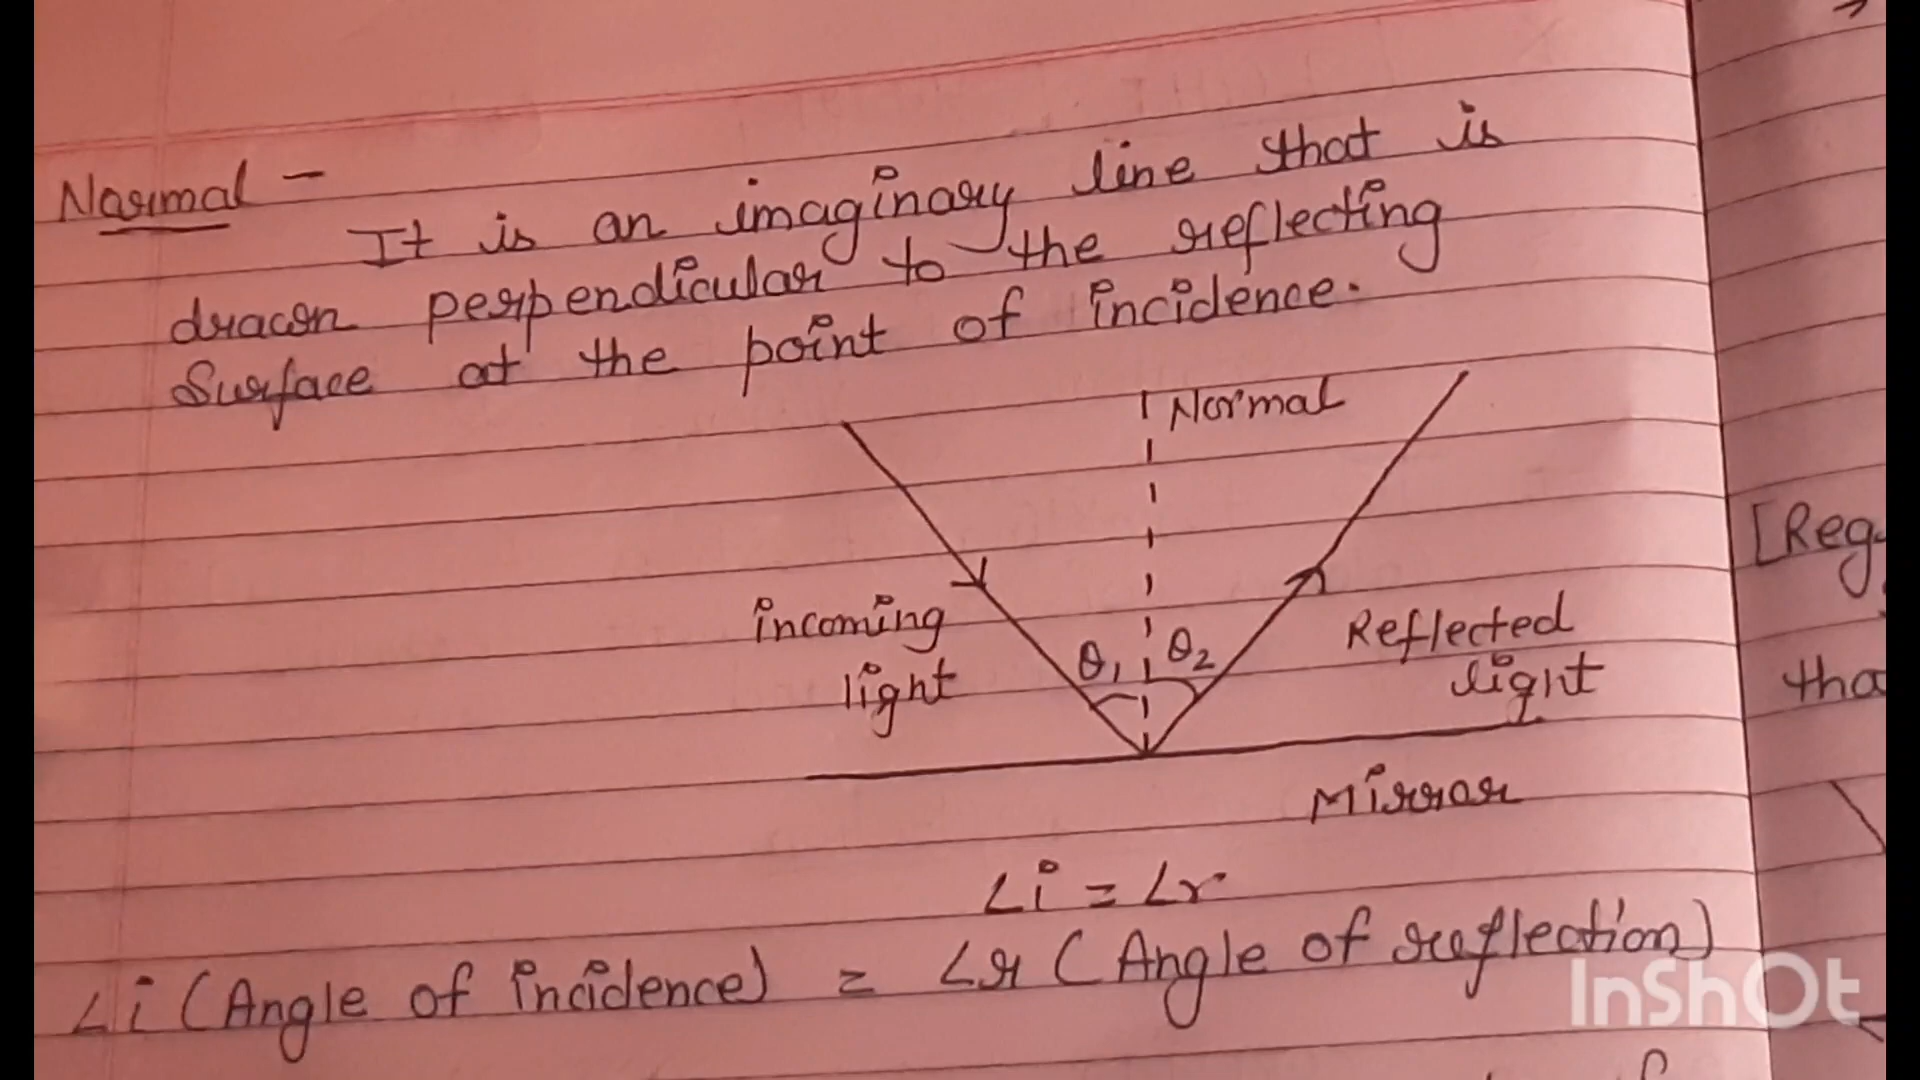 Normal -
It is an imaginary line that is
drawn perpendicular to the reflecting
Surface at the point of incidence.
Normal
incoming
light
θ1
θ2
Reflected
light
Mirror
∠i = ∠r
∠i (Angle of incidence) = ∠r (Angle of reflection)
[Reg
tha
InShOt